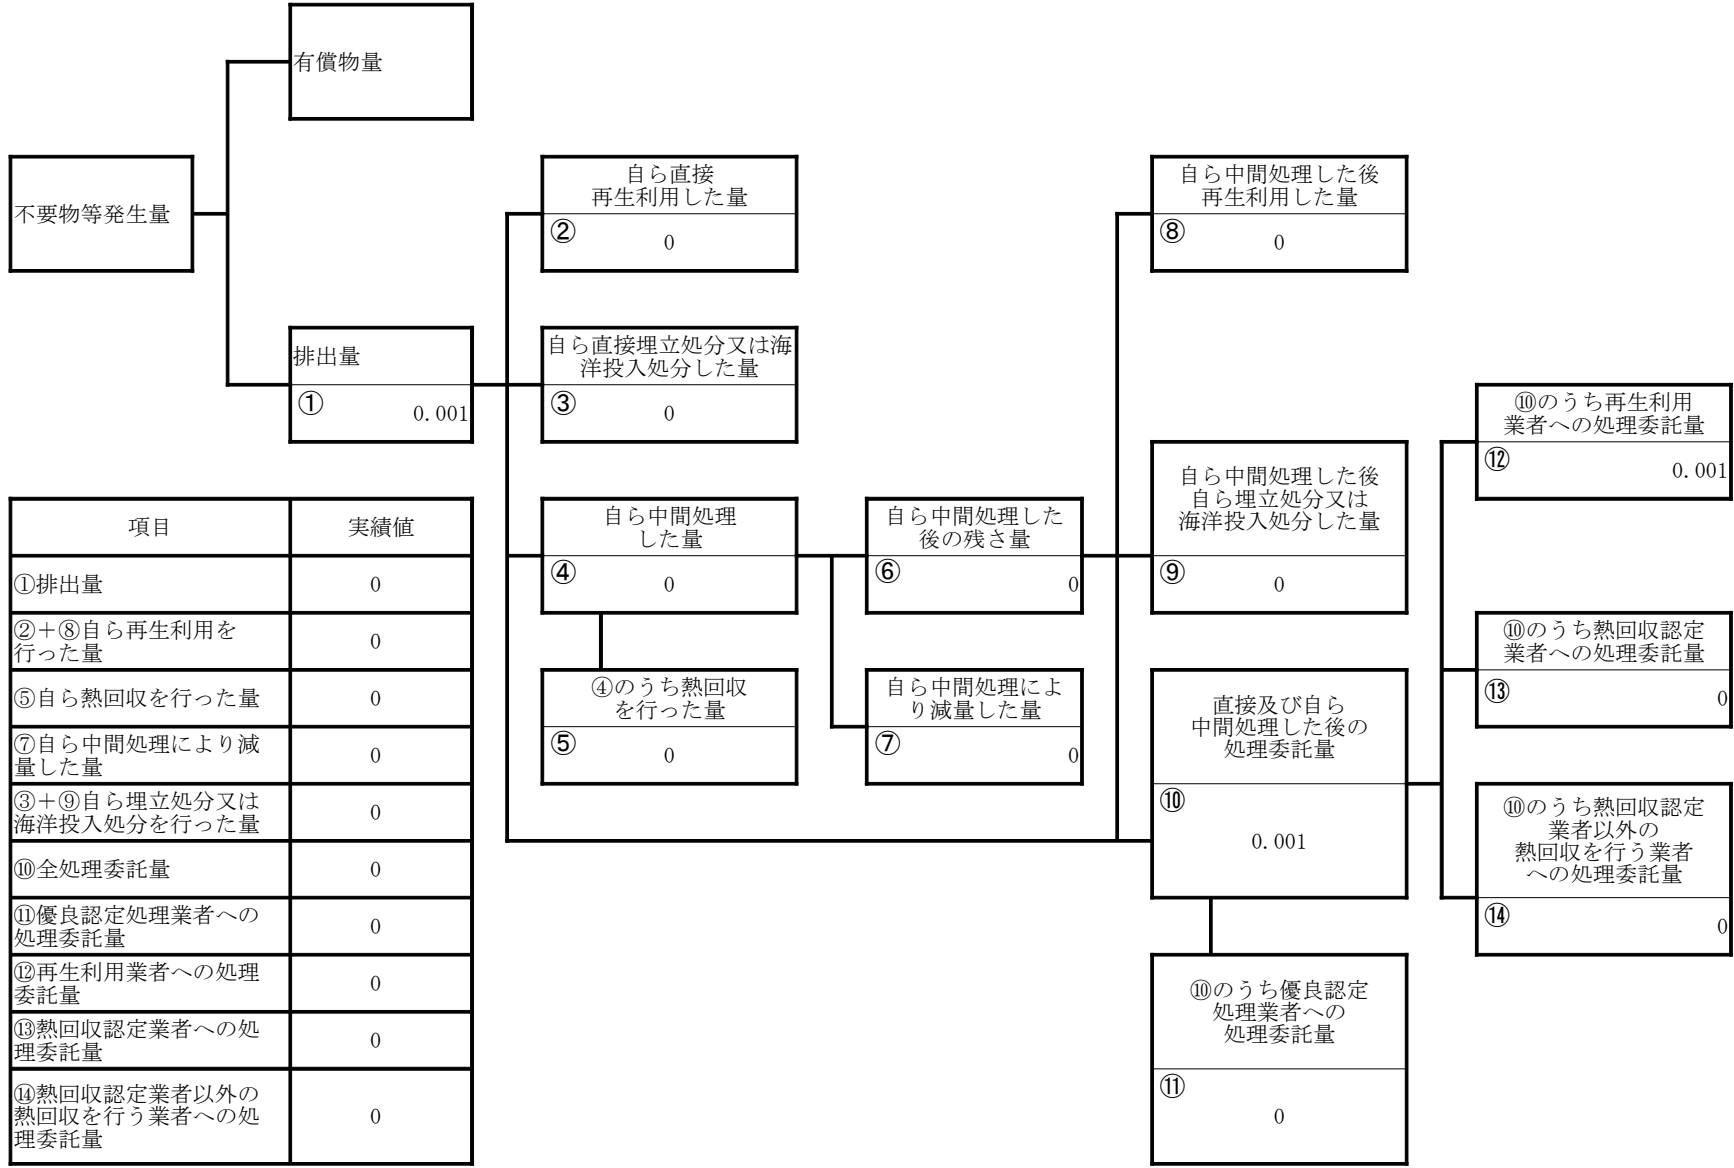 有償物量
不要物等発生量
自ら直接
再生利用した量
②
0
自ら中間処理した後
再生利用した量
⑧
0
排出量
①
0.001
自ら直接埋立処分又は海
洋投入処分した量
③
0
⑩のうち再生利用
業者への処理委託量
⑫
0.001
自ら中間処理した後
自ら埋立処分又は
海洋投入処分した量
⑨
0
自ら中間処理
した量
④
0
自ら中間処理した
後の残さ量
⑥
0
④のうち熱回収
を行った量
⑤
0
自ら中間処理によ
り減量した量
⑦
0
直接及び自ら
中間処理した後の
処理委託量
⑩
0.001
⑩のうち熱回収認定
業者への処理委託量
⑬
0
⑩のうち熱回収認定
業者以外の
熱回収を行う業者
への処理委託量
⑭
0
⑩のうち優良認定
処理業者への
処理委託量
⑪
0
項目 実績値
①排出量 0
②＋⑧自ら再生利用を
行った量 0
⑤自ら熱回収を行った量 0
⑦自ら中間処理により減
量した量 0
③＋⑨自ら埋立処分又は
海洋投入処分を行った量 0
⑩全処理委託量 0
⑪優良認定処理業者への
処理委託量 0
⑫再生利用業者への処理
委託量 0
⑬熱回収認定業者への処
理委託量 0
⑭熱回収認定業者以外の
熱回収を行う業者への処
理委託量 0